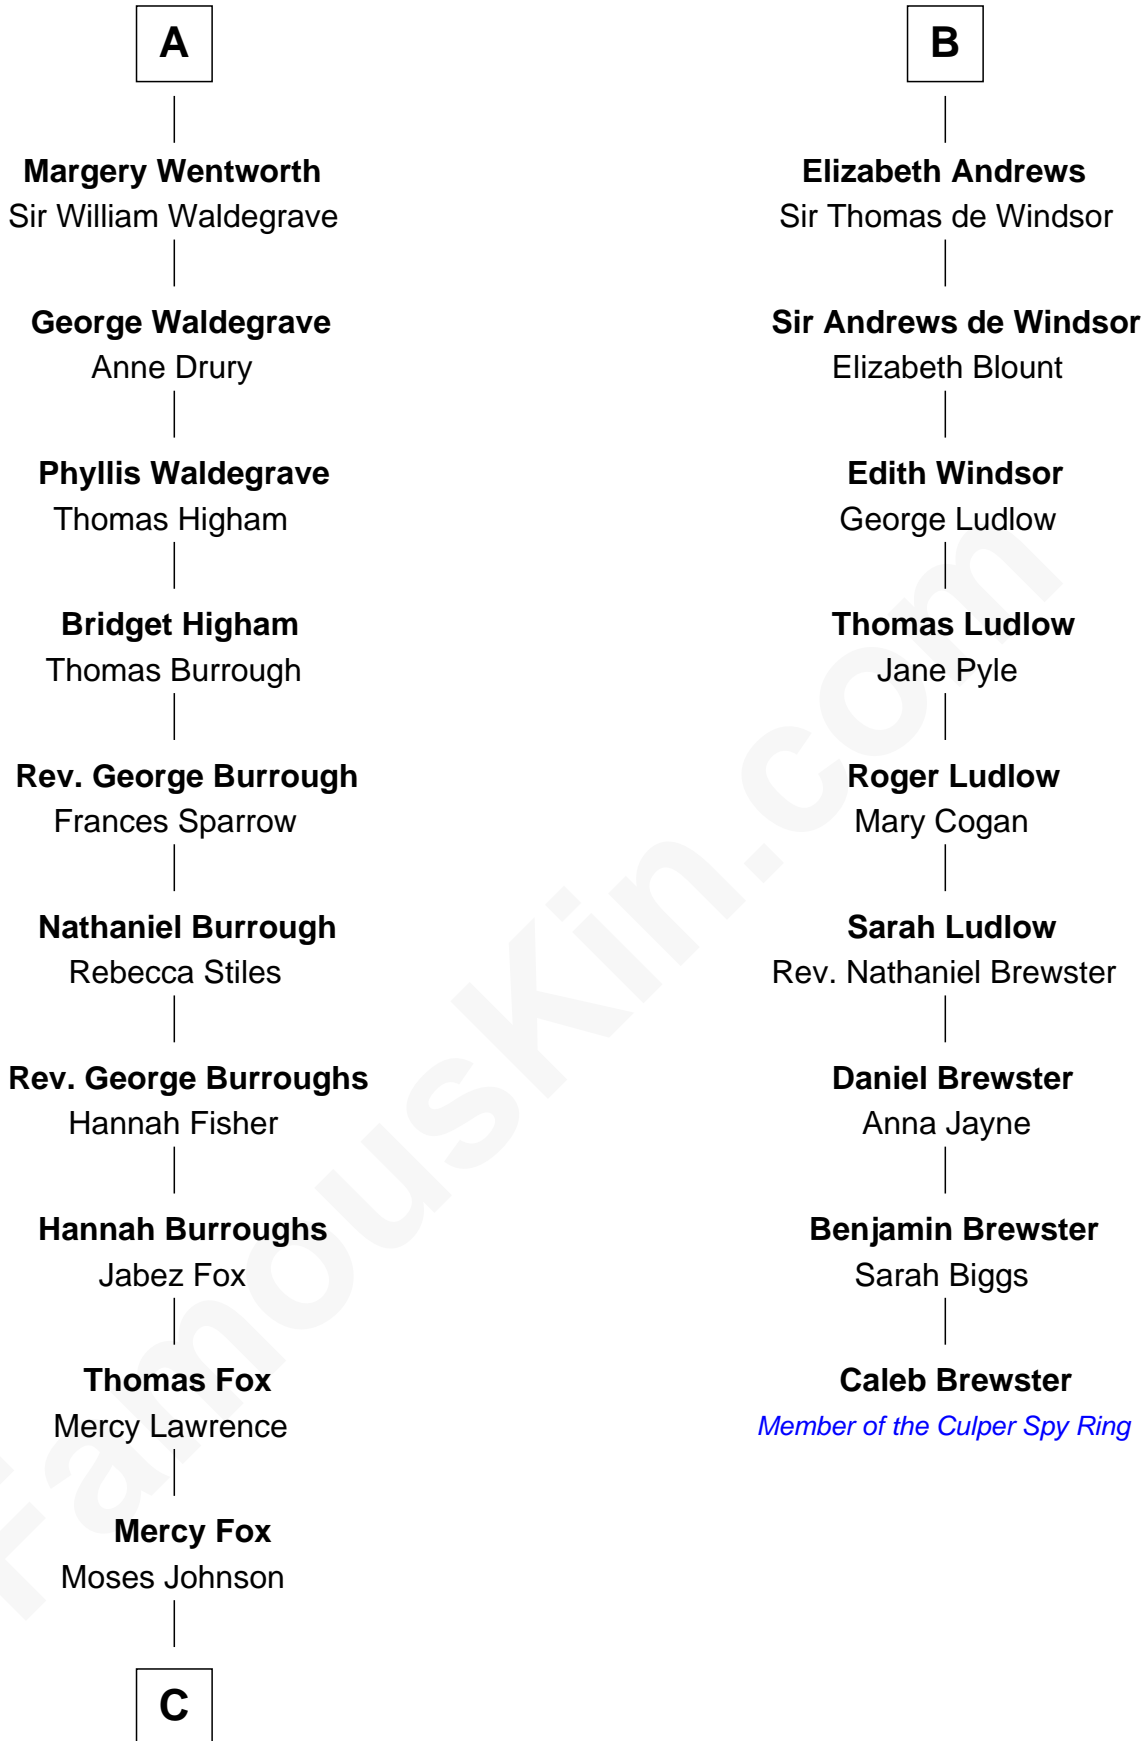 A
Margery Wentworth
Sir William Waldegrave
George Waldegrave
Anne Drury
Phyllis Waldegrave
Thomas Higham
Bridget Higham
Thomas Burrough
Rev. George Burrough
Frances Sparrow
Nathaniel Burrough
Rebecca Stiles
Rev. George Burroughs
Hannah Fisher
Hannah Burroughs
Jabez Fox
Thomas Fox
Mercy Lawrence
Mercy Fox
Moses Johnson
C
B
Elizabeth Andrews
Sir Thomas de Windsor
Sir Andrews de Windsor
Elizabeth Blount
Edith Windsor
George Ludlow
Thomas Ludlow
Jane Pyle
Roger Ludlow
Mary Cogan
Sarah Ludlow
Rev. Nathaniel Brewster
Daniel Brewster
Anna Jayne
Benjamin Brewster
Sarah Biggs
Caleb Brewster
Member of the Culper Spy Ring
FamousKin.com